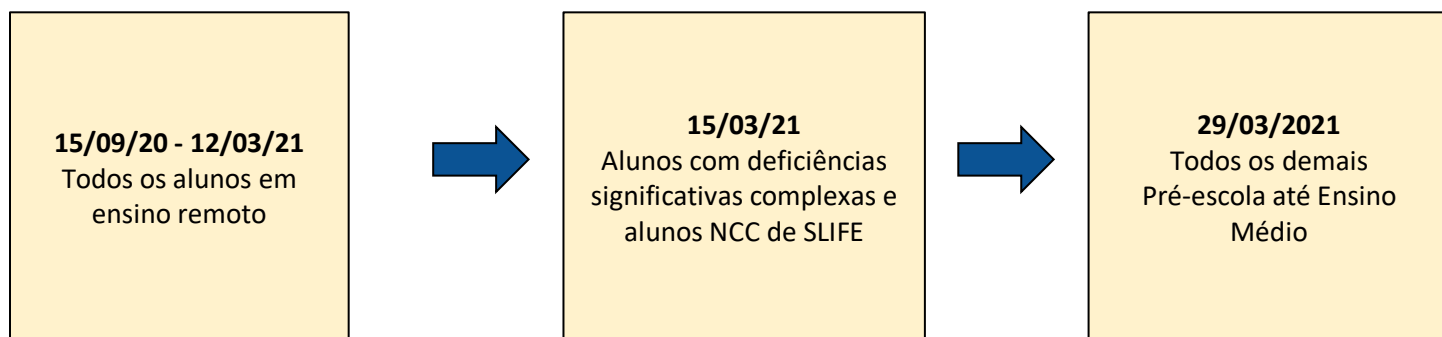 15/09/20 - 12/03/21
Todos os alunos em
ensino remoto
15/03/21
Alunos com deficiências
significativas complexas e
alunos NCC de SLIFE
29/03/2021
Todos os demais
Pré-escola até Ensino
Médio